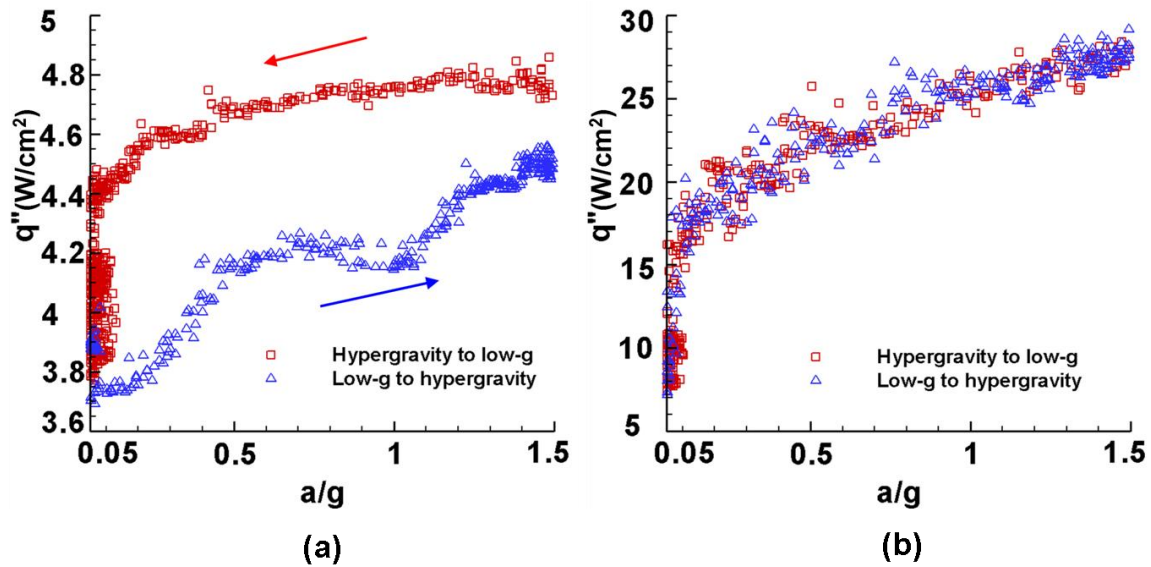 5
4.8
4.6
4.4
4.2
4
3.8
3.6
q"(W/cm²)
0.05
0.5
1
1.5
a/g
Hypergravity to low-g
Low-g to hypergravity
(a)
30
25
20
15
10
5
q"(W/cm²)
0.05
0.5
1
1.5
a/g
Hypergravity to low-g
Low-g to hypergravity
(b)